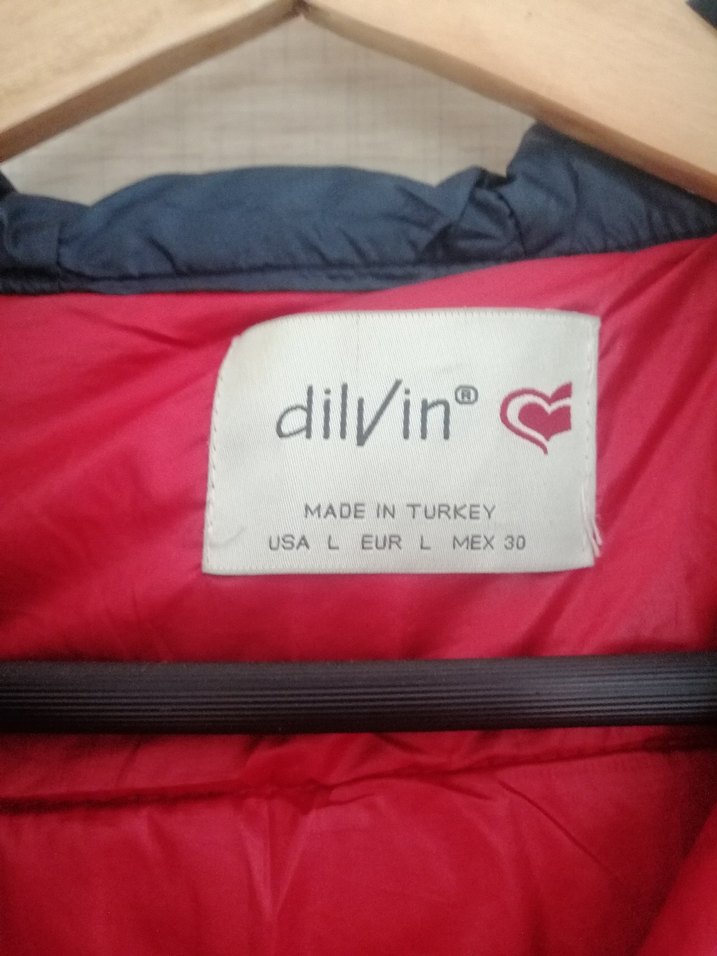 dilvin®
MADE IN TURKEY
USA L EUR L MEX 30